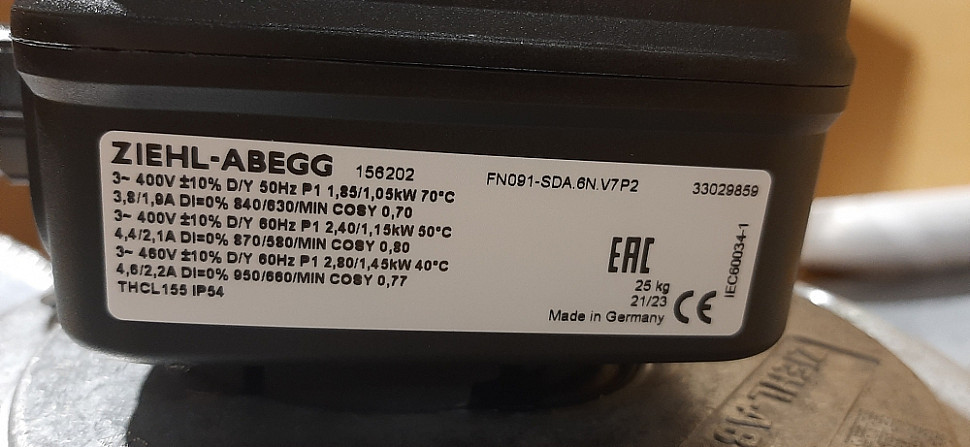 ZIEHL-ABEGG 156202 FN091-SDA.6N.V7P2 33029859
3~ 400V ±10% D/Y 50Hz P1 1,85/1,05kW 70°C
3,8/1,9A DI=0% 840/630/MIN COSY 0,70
3~ 400V ±10% D/Y 60Hz P1 2,40/1,15kW 50°C
4,4/2,1A DI=0% 870/580/MIN COSY 0,80
3~ 460V ±10% D/Y 60Hz P1 2,80/1,45kW 40°C
4,6/2,2A DI=0% 950/660/MIN COSY 0,77
THCL155 IP54
EAC
25 kg
21/23
Made in Germany CE
IEC60034-1